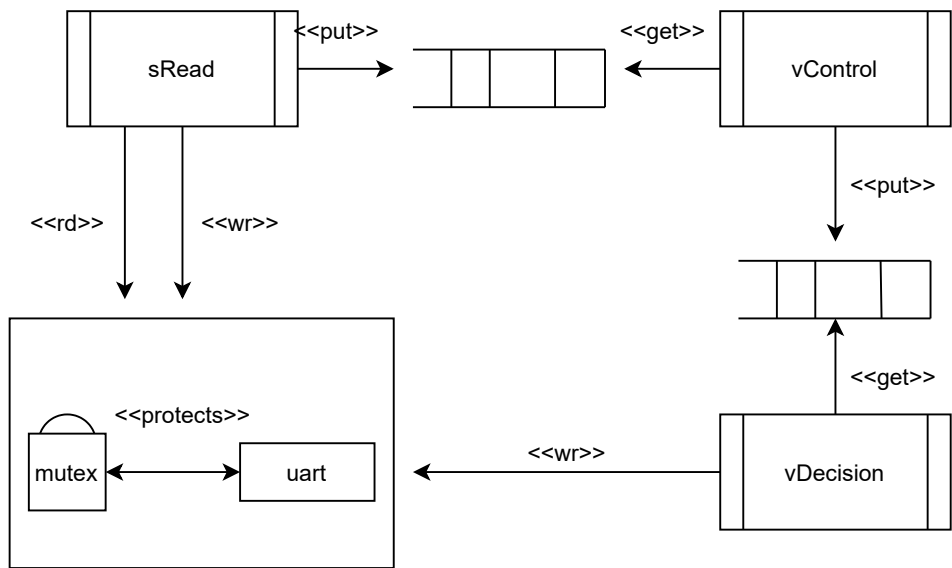 <<put>>
<<get>>
sRead
vControl
<<put>>
<<rd>>
<<wr>>
<<get>>
<<protects>>
<<wr>>
mutex
uart
vDecision